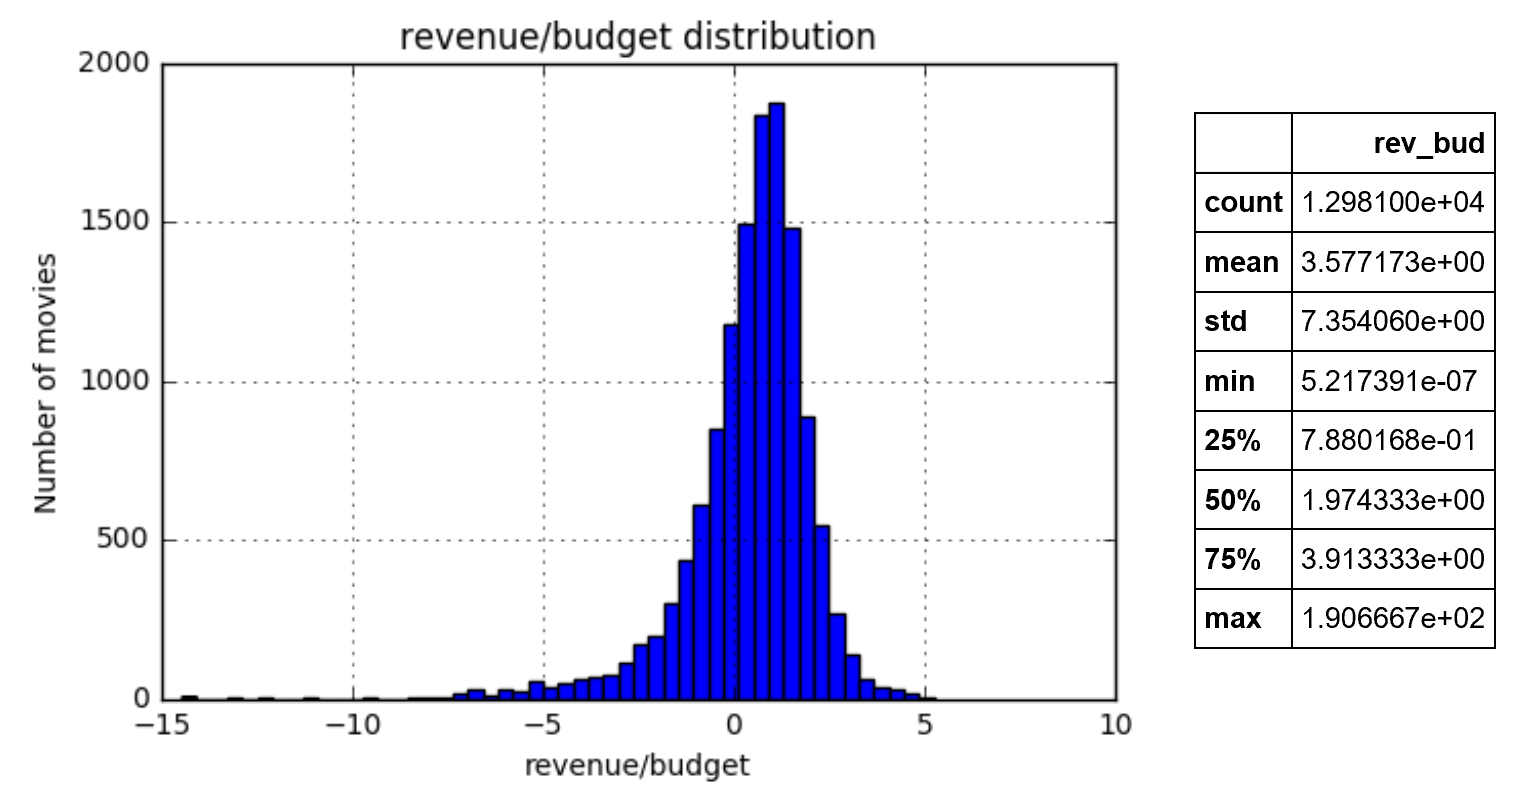 revenue/budget distribution
2000
1500
1000
500
0
Number of movies
−15 −10 −5 0 5 10
revenue/budget
rev_bud
count 1.298100e+04
mean 3.577173e+00
std 7.354060e+00
min 5.217391e-07
25% 7.880168e-01
50% 1.974333e+00
75% 3.913333e+00
max 1.906667e+02